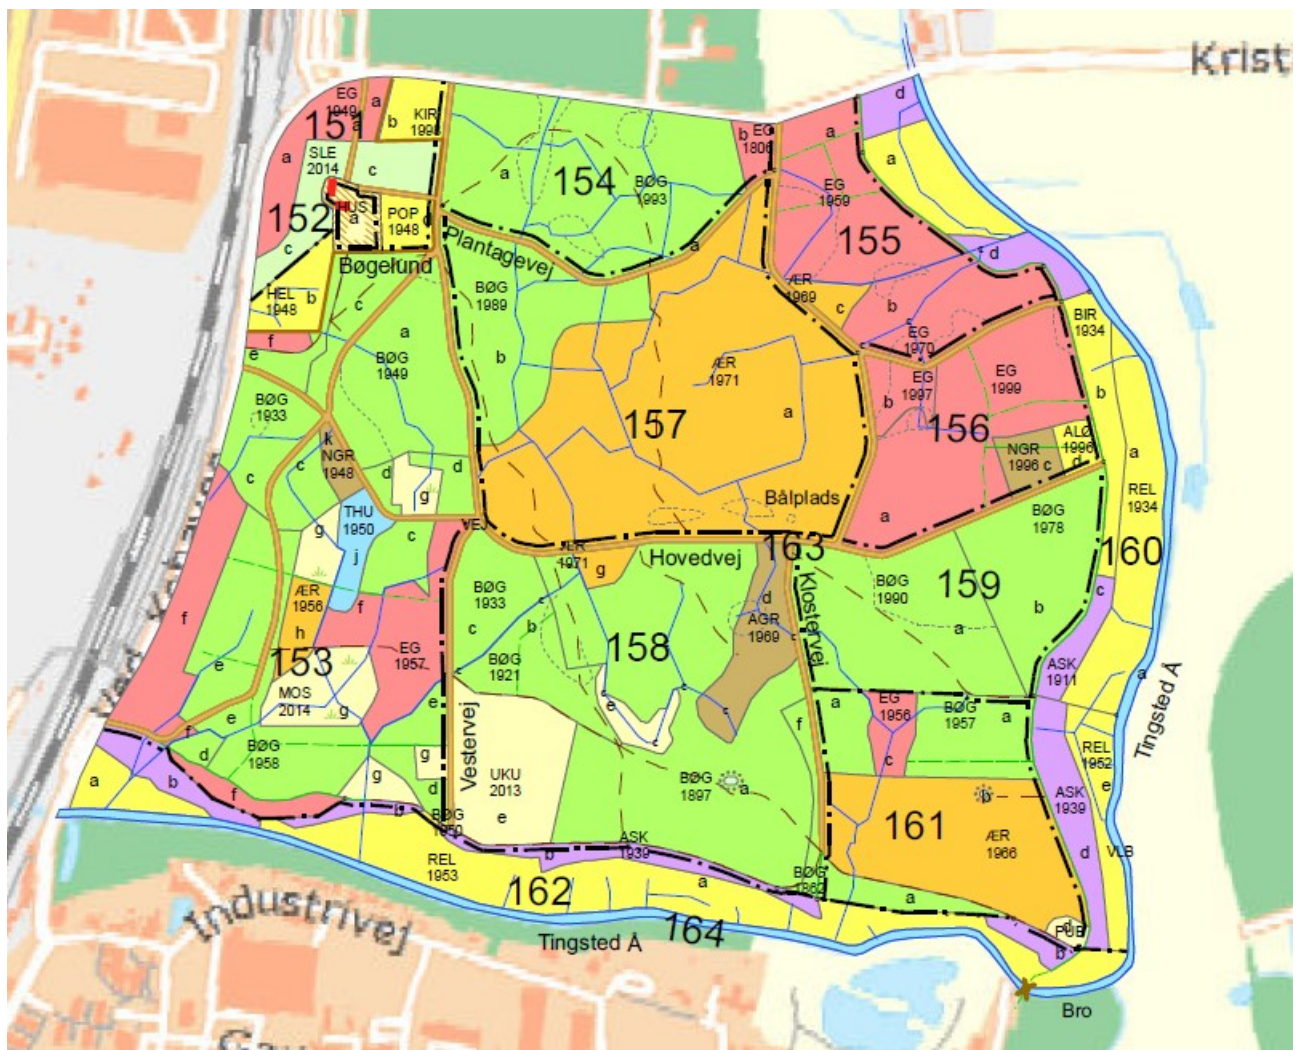 Krist
EG
1949
151
a
b
KIR
a
SLE
2014
c
a
152
HUS
a
POP
1948
d
c
Bøgelund
HEL
1948
b
f
e
154
a
BØG
1993
b
EG
1806
Plantagevej
a
d
a
a
EG
1959
155
d
ÆR
1969
c
b
EG
1970
BØG
1989
b
c
a
BØG
1949
ÆR
1971
157
a
Bålplads
BIR
1934
b
EG
1999
EG
1997
b
156
ALØ
1996
NGR
1996
c
d
a
a
REL
1934
160
BØG
1933
c
k
NGR
1948
c
d
d
g
THU
1950
g
j
c
VEJ
f
ÆR
1956
h
153
e
EG
1957
MOS
2014
g
e
e
f
BØG
1958
d
g
g
d
f
a
b
b
BØG
1950
ÆR
1971
g
Hovedvej
163
Klostervej
BØG
1933
c
b
BØG
1921
158
e
d
AGR
1969
f
BØG
1897
a
Vestervej
UKU
2013
e
BØG
1978
BØG
1990
159
a
b
c
ASK
1911
a
EG
1956
c
BØG
1957
a
a
REL
1952
e
Tingsted Å
ASK
1939
d
VLB
b
161
ÆR
1966
BØG
1862
a
d
PUB
b
ASK
1939
b
a
REL
1953
162
164
Tingsted Å
Industrivej
Bro